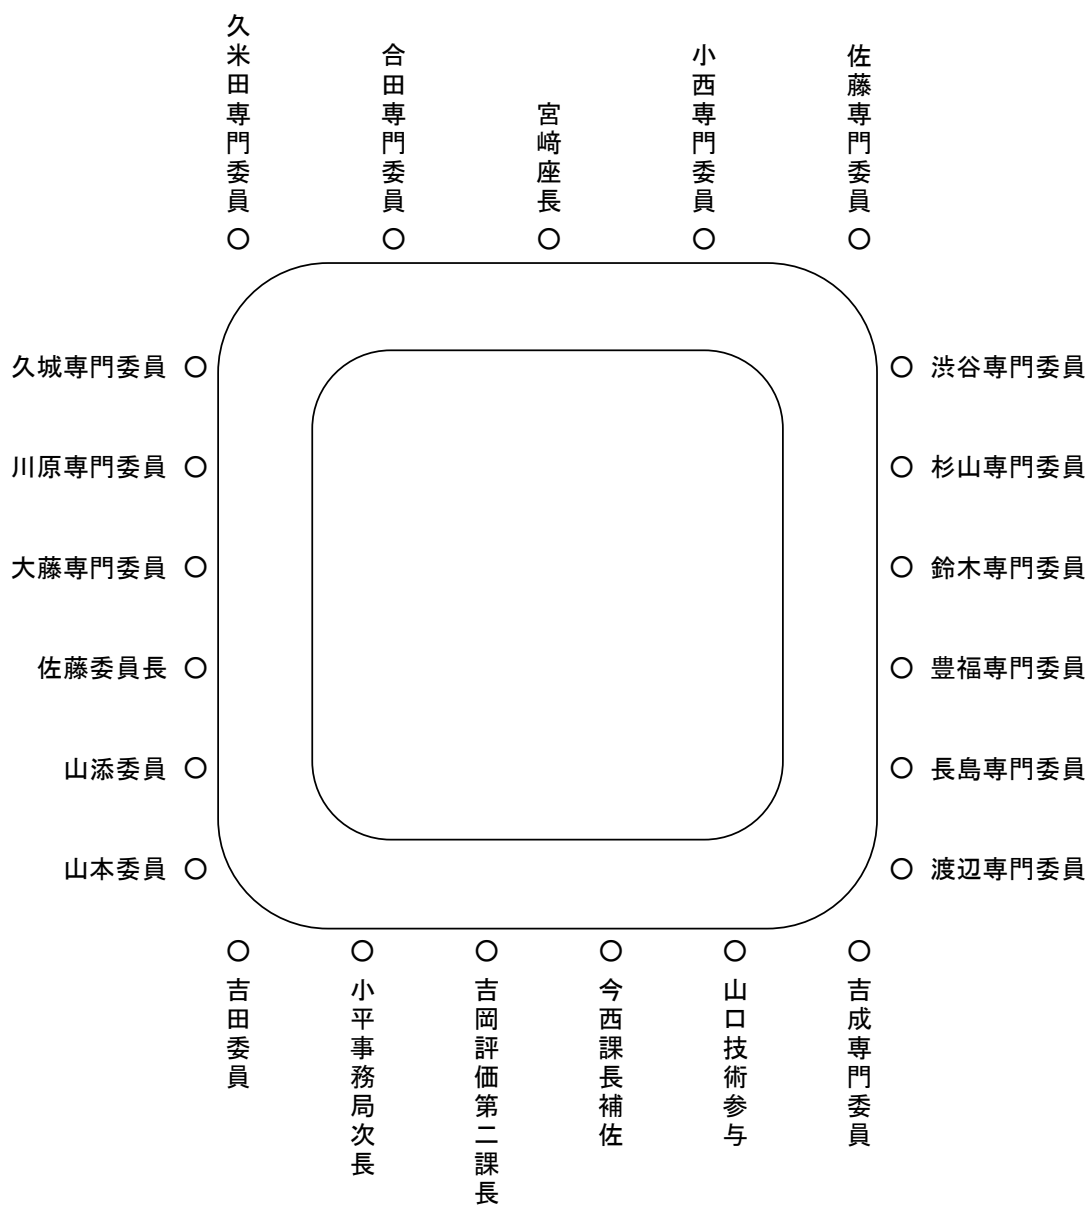 久米田専門委員
合田専門委員
宮﨑座長
小西専門委員
佐藤専門委員
久城専門委員
渋谷専門委員
川原専門委員
杉山専門委員
大藤専門委員
鈴木専門委員
佐藤委員長
豊福専門委員
山添委員
長島専門委員
山本委員
渡辺専門委員
吉田委員
小平事務局次長
吉岡評価第二課長
今西課長補佐
山口技術参与
吉成専門委員